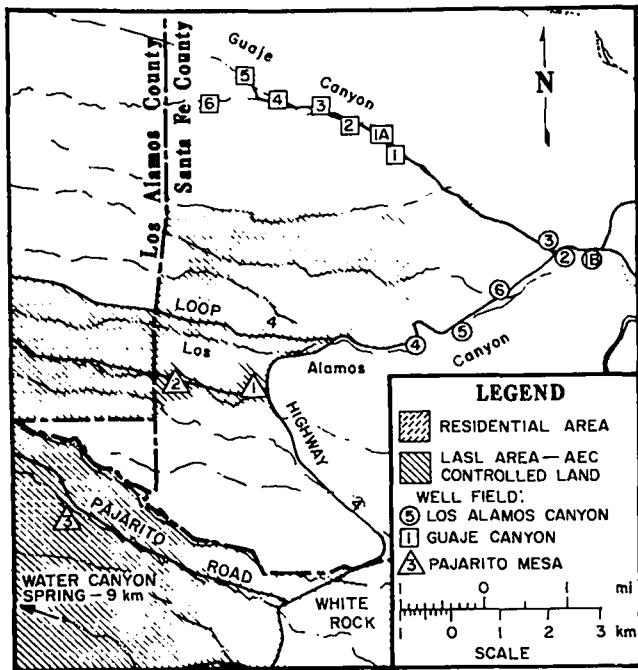 Los Alamos County
Santa Fe County
Guaje
Canyon
5
6
4
3
2
1A
1
N
LOOP
4
Los
Alamos
Canyon
3
2
1B
6
5
4
2
1
HIGHWAY
4
PAJARITO
ROAD
3
WATER CANYON
SPRING – 9 km
WHITE
ROCK
LEGEND
RESIDENTIAL AREA
LASL AREA — AEC
CONTROLLED LAND
WELL FIELD:
5 LOS ALAMOS CANYON
1 GUAJE CANYON
3 PAJARITO MESA
1 0 1 mi
1 0 1 2 3 km
SCALE